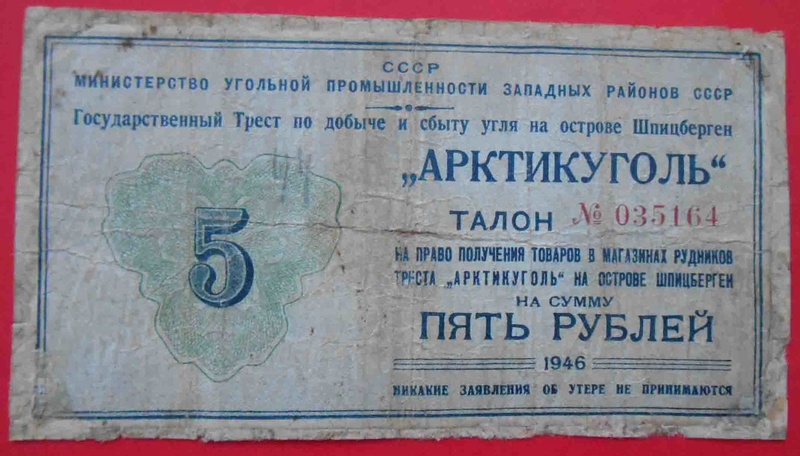 СССР
МИНИСТЕРСТВО УГОЛЬНОЙ ПРОМЫШЛЕННОСТИ ЗАПАДНЫХ РАЙОНОВ СССР
Государственный Трест по добыче и сбыту угля на острове Шпицберген
„АРКТИКУГОЛЬ“
ТАЛОН № 035164
НА ПРАВО ПОЛУЧЕНИЯ ТОВАРОВ В МАГАЗИНАХ РУДНИКОВ
ТРЕСТА „АРКТИКУГОЛЬ“ НА ОСТРОВЕ ШПИЦБЕРГЕН
НА СУММУ
5
ПЯТЬ РУБЛЕЙ
1946
НИКАКИЕ ЗАЯВЛЕНИЯ ОБ УТЕРЕ НЕ ПРИНИМАЮТСЯ